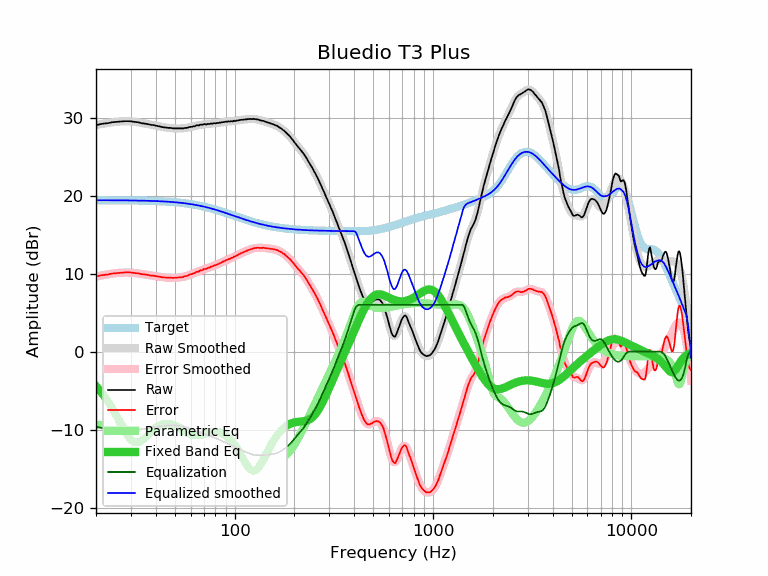 Bluedio T3 Plus
Amplitude (dBr)
30
20
10
0
−10
−20
Target
Raw Smoothed
Error Smoothed
Raw
Error
Parametric Eq
Fixed Band Eq
Equalization
Equalized smoothed
100
1000
10000
Frequency (Hz)